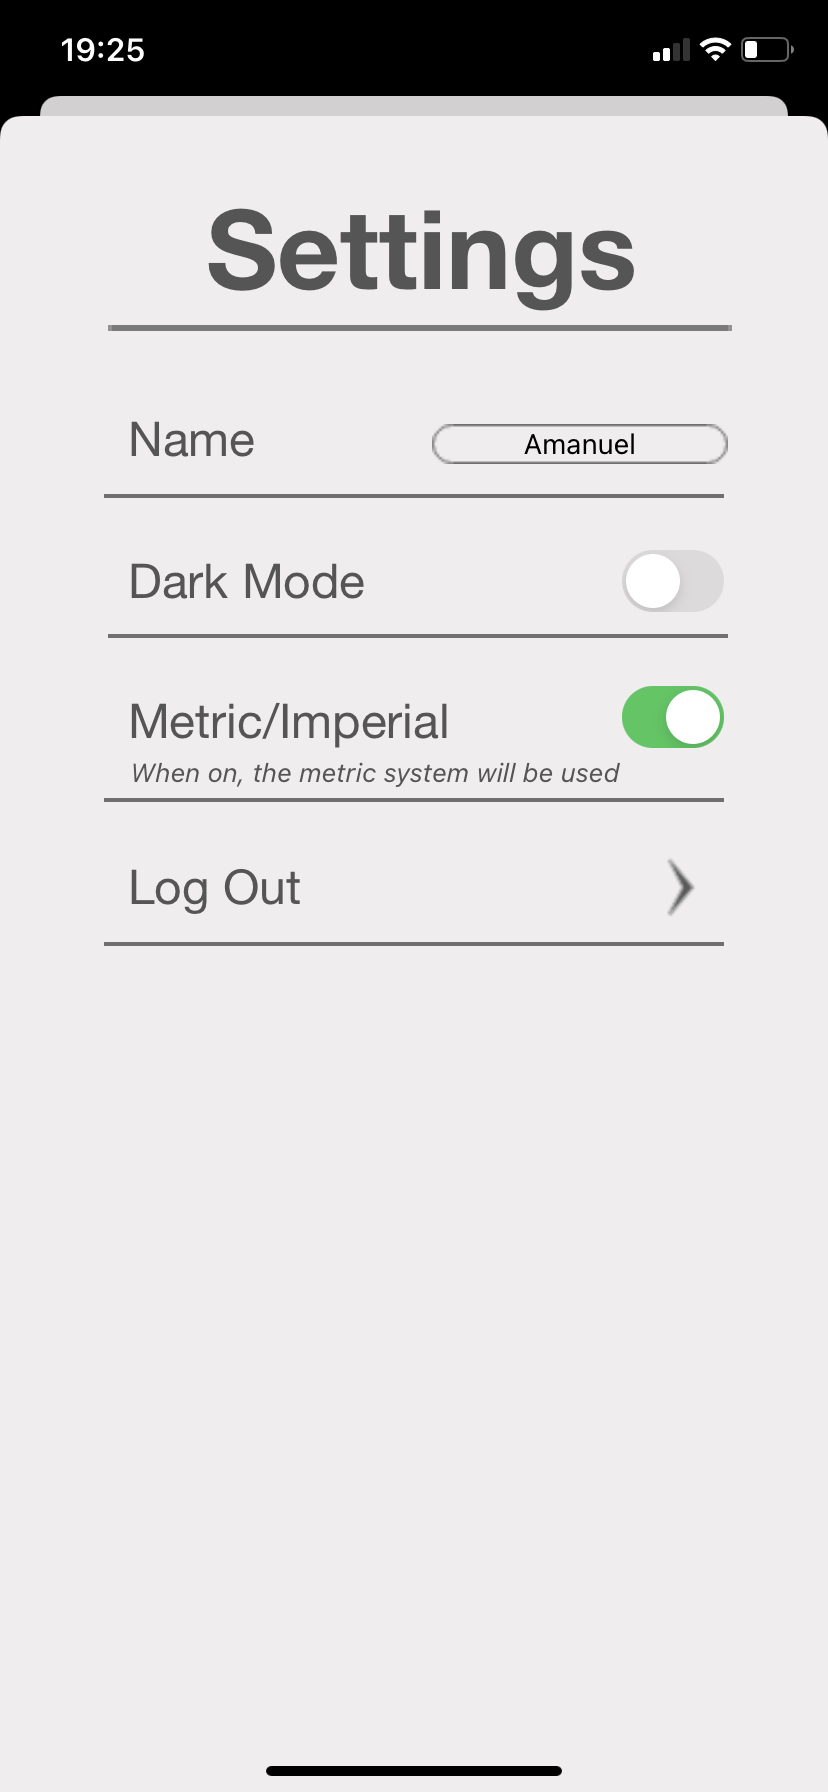 19:25
Settings
Name
Amanuel
Dark Mode
Metric/Imperial
When on, the metric system will be used
Log Out